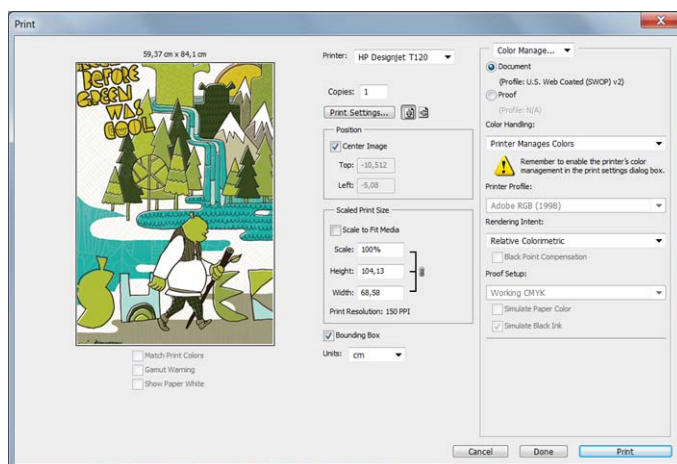 Print
59,37 cm x 84,1 cm
BEFORE
GREEN
WAS
COOL
SHREK
Match Print Colors
Gamut Warning
Show Paper White
Printer: HP Designjet T120
Copies: 1
Print Settings...
Position
Center Image
Top: -10,512
Left: -5,08
Scaled Print Size
Scale to Fit Media
Scale: 100%
Height: 104,13
Width: 68,58
Print Resolution: 150 PPI
Bounding Box
Units: cm
Color Manage...
Document
(Profile: U.S. Web Coated (SWOP) v2)
Proof
(Profile: N/A)
Color Handling:
Printer Manages Colors
Remember to enable the printer's color
management in the print settings dialog box.
Printer Profile:
Adobe RGB (1998)
Rendering Intent:
Relative Colorimetric
Black Point Compensation
Proof Setup:
Working CMYK
Simulate Paper Color
Simulate Black Ink
Cancel
Done
Print